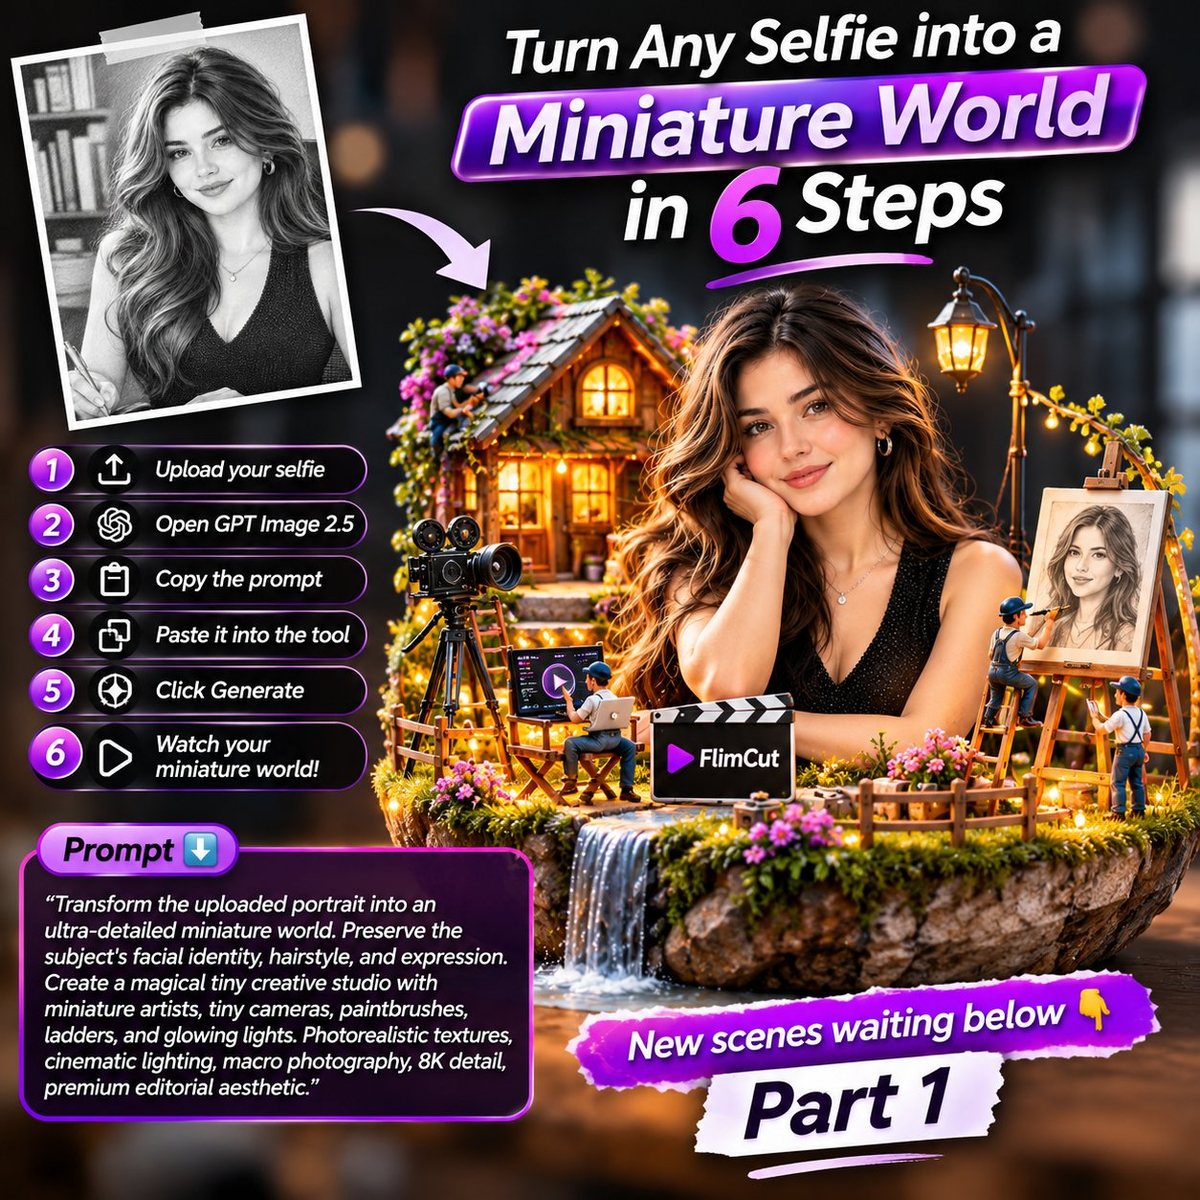 Turn Any Selfie into a
Miniature World
in 6 Steps
1 Upload your selfie
2 Open GPT Image 2.5
3 Copy the prompt
4 Paste it into the tool
5 Click Generate
6 Watch your
miniature world!
FlimCut
Prompt ⬇️
“Transform the uploaded portrait into an
ultra-detailed miniature world. Preserve the
subject's facial identity, hairstyle, and expression.
Create a magical tiny creative studio with
miniature artists, tiny cameras, paintbrushes,
ladders, and glowing lights. Photorealistic textures,
cinematic lighting, macro photography, 8K detail,
premium editorial aesthetic.”
New scenes waiting below 👇
Part 1